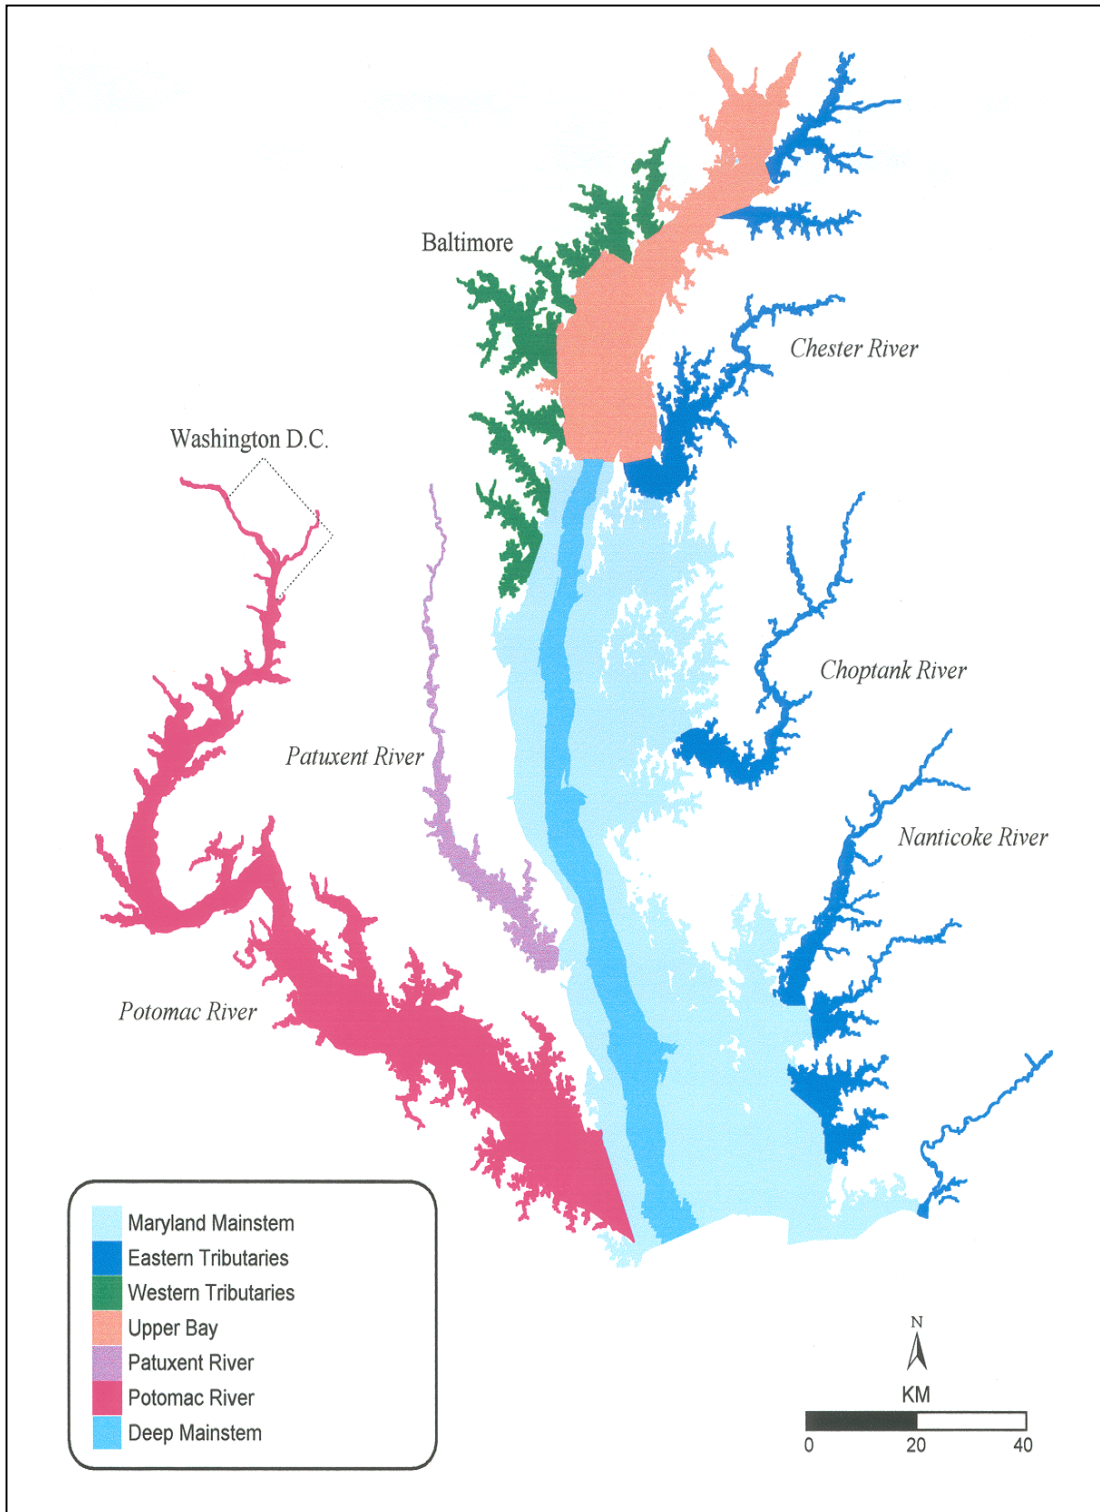 Baltimore
Chester River
Washington D.C.
Choptank River
Patuxent River
Nanticoke River
Potomac River
Maryland Mainstem
Eastern Tributaries
Western Tributaries
Upper Bay
Patuxent River
Potomac River
Deep Mainstem
N
KM
0 20 40